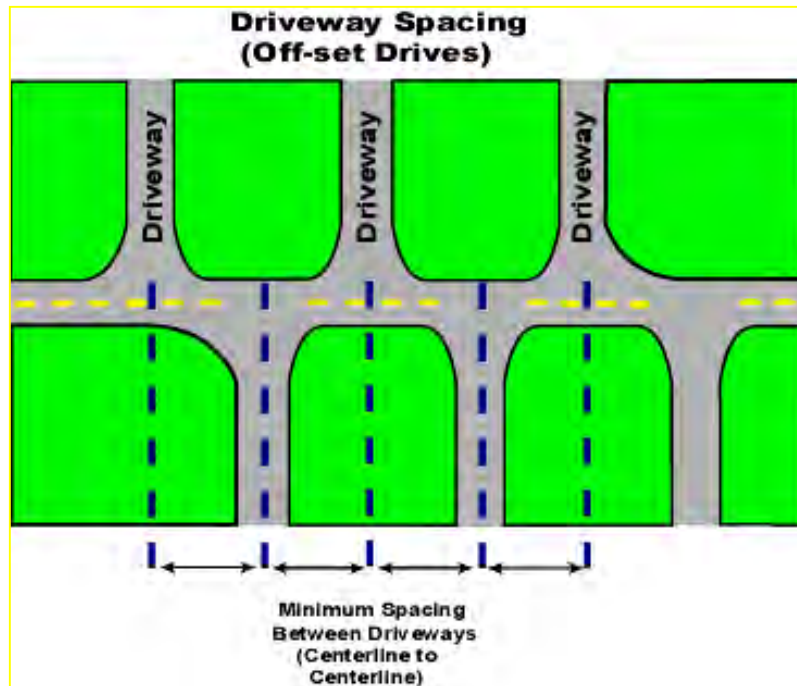 Driveway Spacing
(Off-set Drives)
Driveway
Driveway
Driveway
Minimum Spacing
Between Driveways
(Centerline to
Centerline)